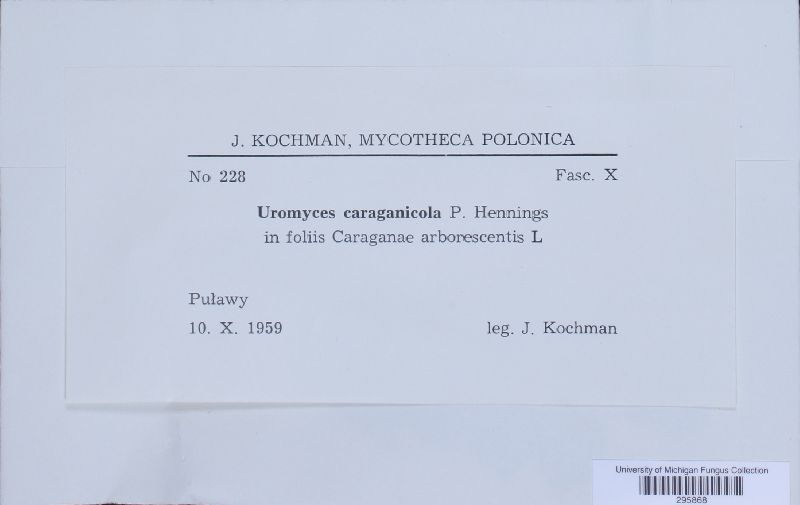 J. KOCHMAN, MYCOTHECA POLONICA
No 228 Fasc. X
Uromyces caraganicola P. Hennings
in foliis Caraganae arborescentis L
Puławy
10. X. 1959 leg. J. Kochman
University of Michigan Fungus Collection
295868